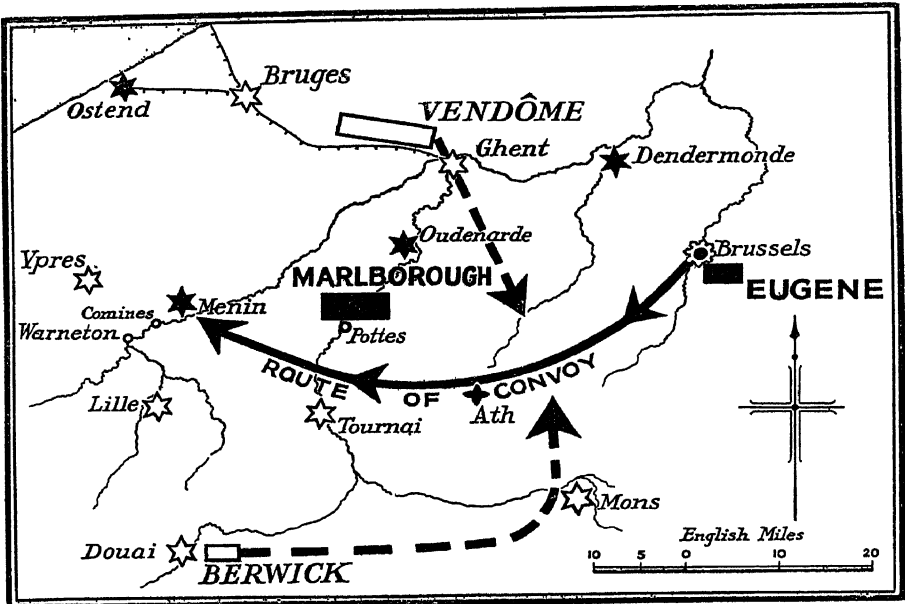 Bruges
Ostend
VENDÔME
Ghent
Dendermonde
Oudenarde
Brussels
Ypres
MARLBOROUGH
EUGENE
Menin
Comines
Warneton
Pottes
ROUTE OF CONVOY
Lille
Tournai
Ath
Mons
English Miles
Douai
BERWICK
10 5 0 10 20